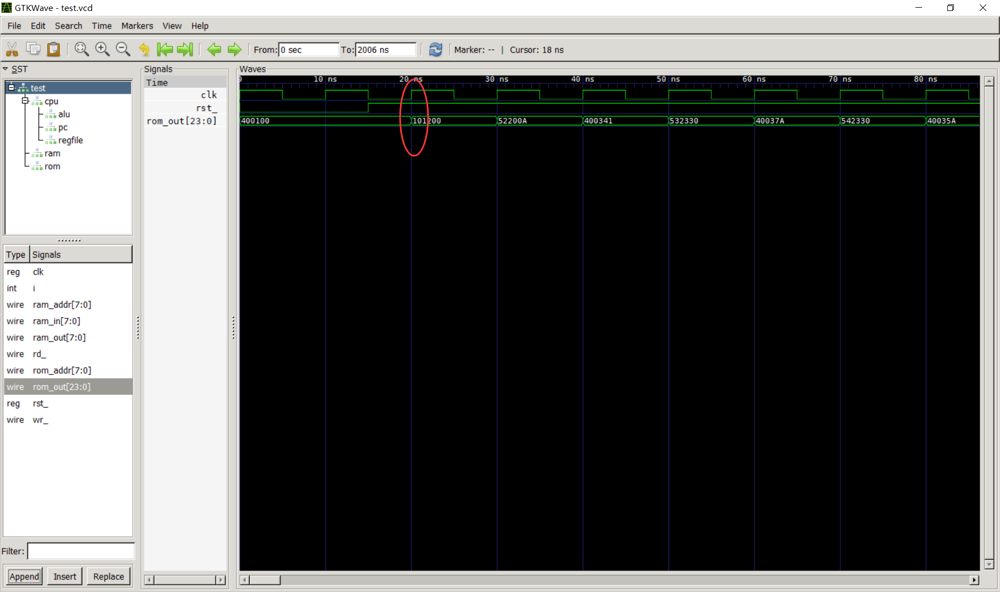 GTKWave - test.vcd
File Edit Search Time Markers View Help
From: 0 sec To: 2006 ns Marker: -- | Cursor: 18 ns
SST
test
cpu
alu
pc
regfile
ram
rom
Type Signals
reg clk
int i
wire ram_addr[7:0]
wire ram_in[7:0]
wire ram_out[7:0]
wire rd_
wire rom_addr[7:0]
wire rom_out[23:0]
reg rst_
wire wr_
Filter:
Append Insert Replace
Signals
Time
clk
rst_
rom_out[23:0]
Waves
0 10 ns 20 ns 30 ns 40 ns 50 ns 60 ns 70 ns 80 ns
400100 101200 52200A 400341 532330 40037A 542330 40035A